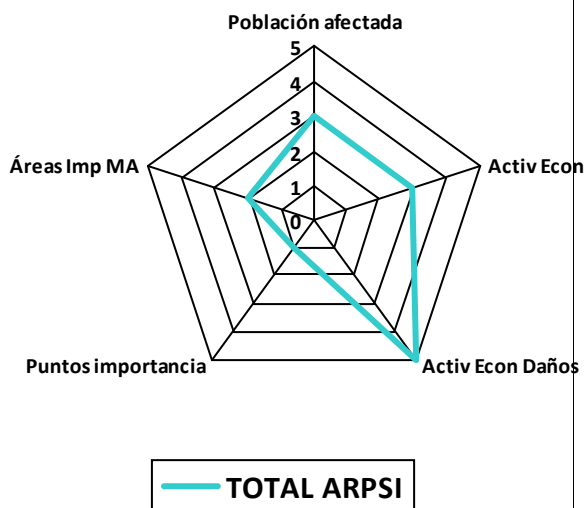 Población afectada
5
4
3
2
1
0
Áreas Imp MA
Activ Econ
Puntos importancia
Activ Econ Daños
TOTAL ARPSI